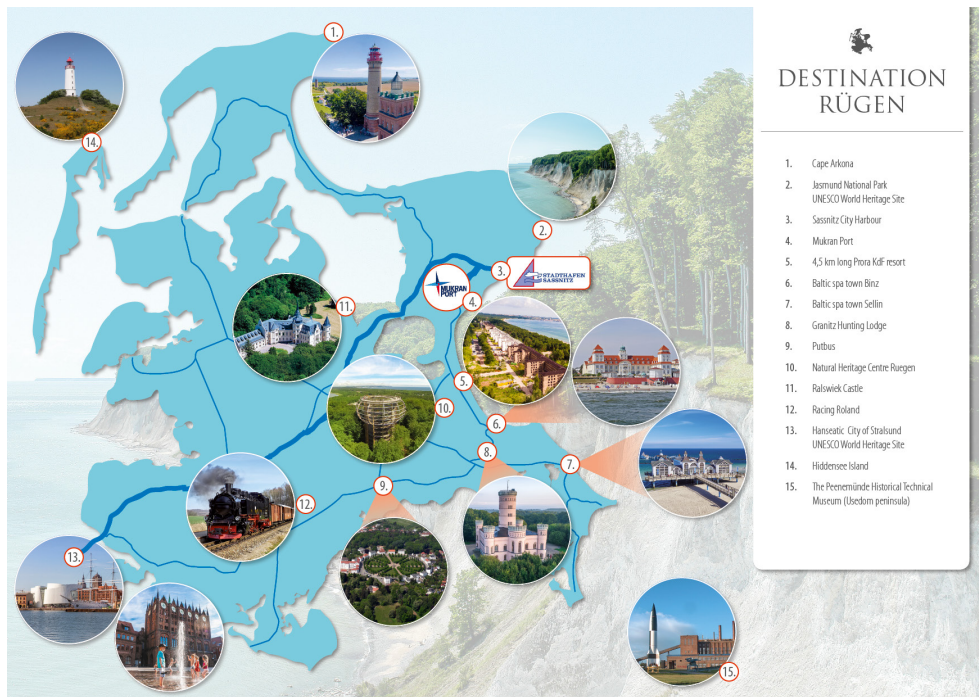 1.
14.
2.
3.
STADTHAFEN
SASSNITZ
MUKRAN
PORT
4.
11.
5.
10.
6.
8.
7.
9.
12.
13.
15.
DESTINATION
RÜGEN
1. Cape Arkona
2. Jasmund National Park
UNESCO World Heritage Site
3. Sassnitz City Harbour
4. Mukran Port
5. 4,5 km long Prora KdF resort
6. Baltic spa town Binz
7. Baltic spa town Sellin
8. Granitz Hunting Lodge
9. Putbus
10. Natural Heritage Centre Ruegen
11. Ralswiek Castle
12. Racing Roland
13. Hanseatic City of Stralsund
UNESCO World Heritage Site
14. Hiddensee Island
15. The Peenemünde Historical Technical
Museum (Usedom peninsula)